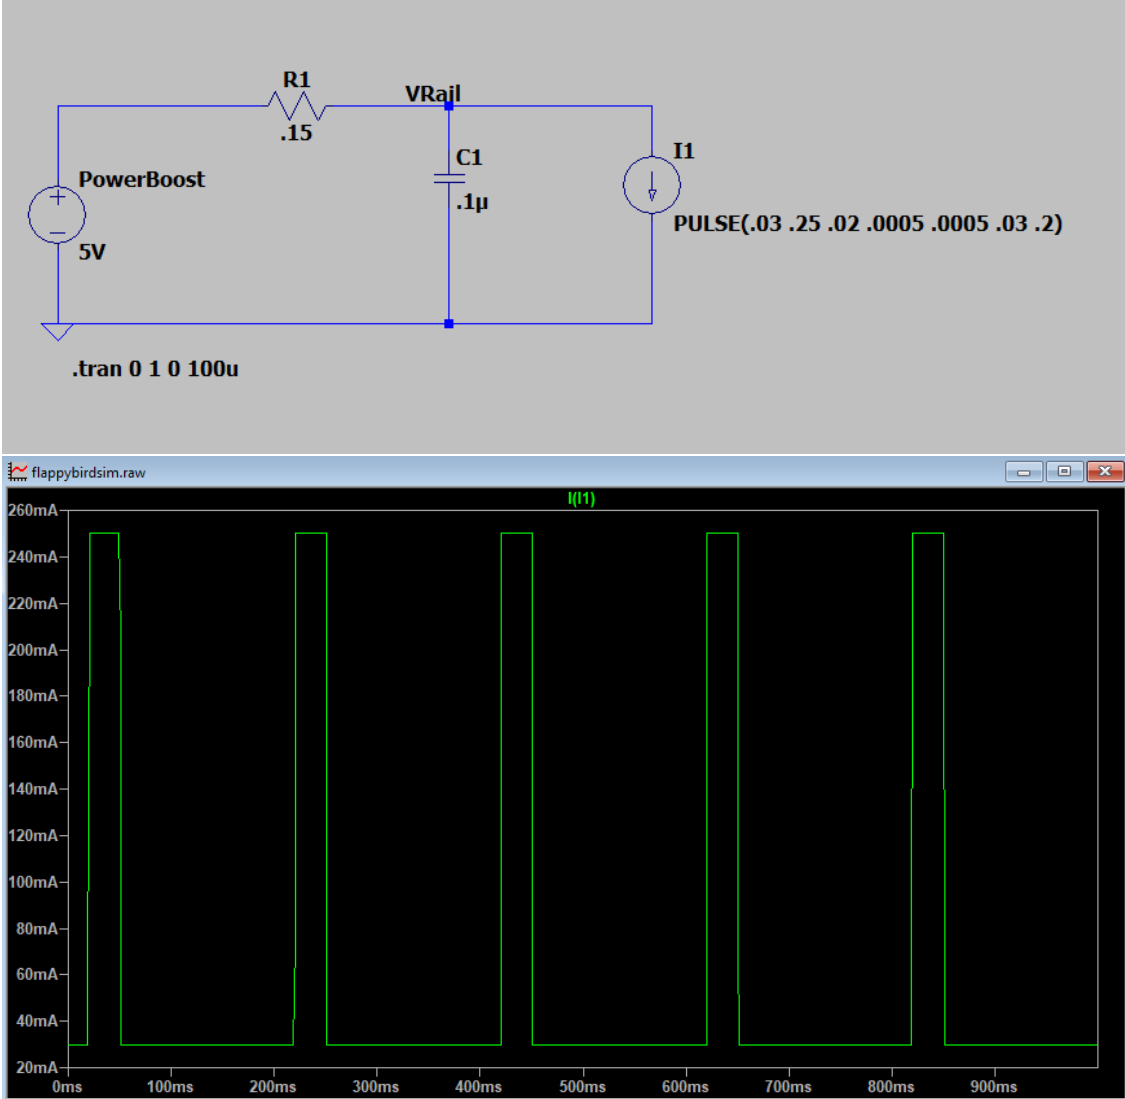 R1
VRail
.15
C1
I1
PowerBoost
.1µ
PULSE(.03 .25 .02 .0005 .0005 .03 .2)
5V
.tran 0 1 0 100u
flappybirdsim.raw
I(I1)
260mA
240mA
220mA
200mA
180mA
160mA
140mA
120mA
100mA
80mA
60mA
40mA
20mA
0ms 100ms 200ms 300ms 400ms 500ms 600ms 700ms 800ms 900ms